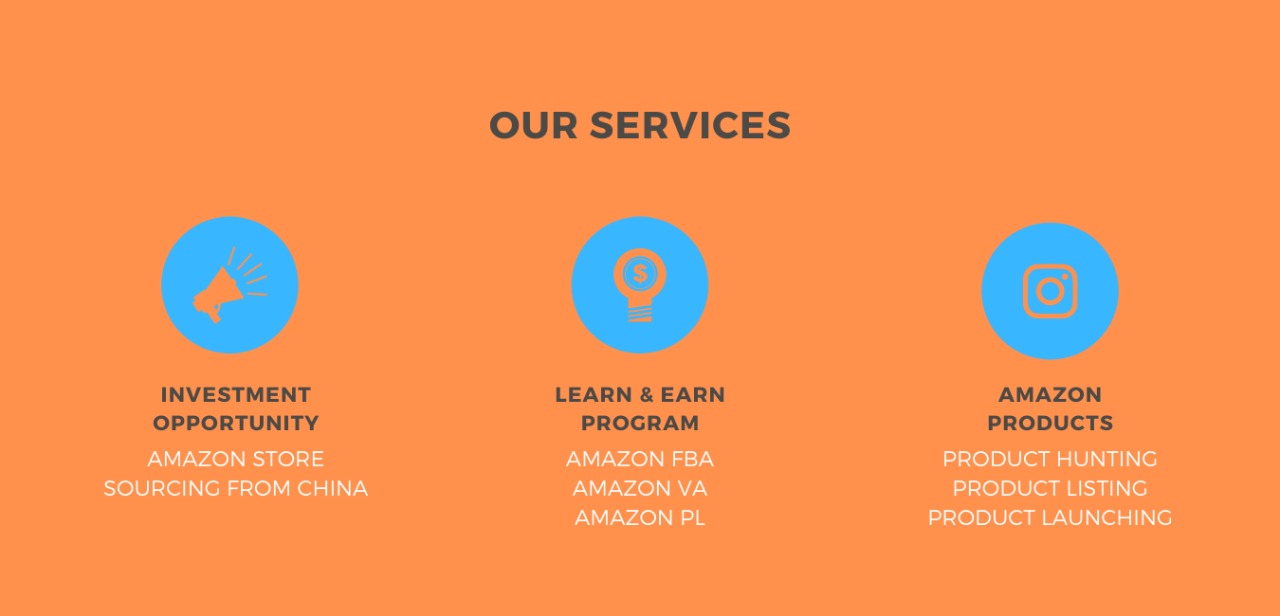 OUR SERVICES
INVESTMENT
OPPORTUNITY
AMAZON STORE
SOURCING FROM CHINA
LEARN & EARN
PROGRAM
AMAZON FBA
AMAZON VA
AMAZON PL
AMAZON
PRODUCTS
PRODUCT HUNTING
PRODUCT LISTING
PRODUCT LAUNCHING